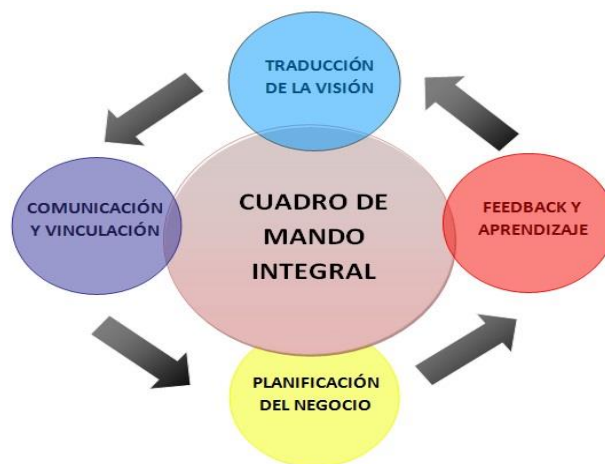 TRADUCCIÓN
DE LA VISIÓN
COMUNICACIÓN
Y VINCULACIÓN
CUADRO DE
MANDO
INTEGRAL
FEEDBACK Y
APRENDIZAJE
PLANIFICACIÓN
DEL NEGOCIO